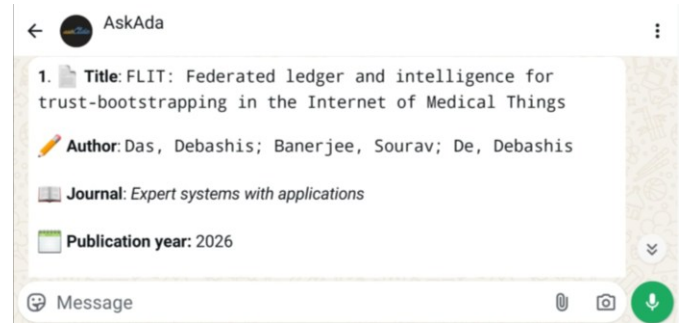 AskAda
1. Title: FLIT: Federated ledger and intelligence for
trust-bootstrapping in the Internet of Medical Things
Author: Das, Debashis; Banerjee, Sourav; De, Debashis
Journal: Expert systems with applications
Publication year: 2026
Message